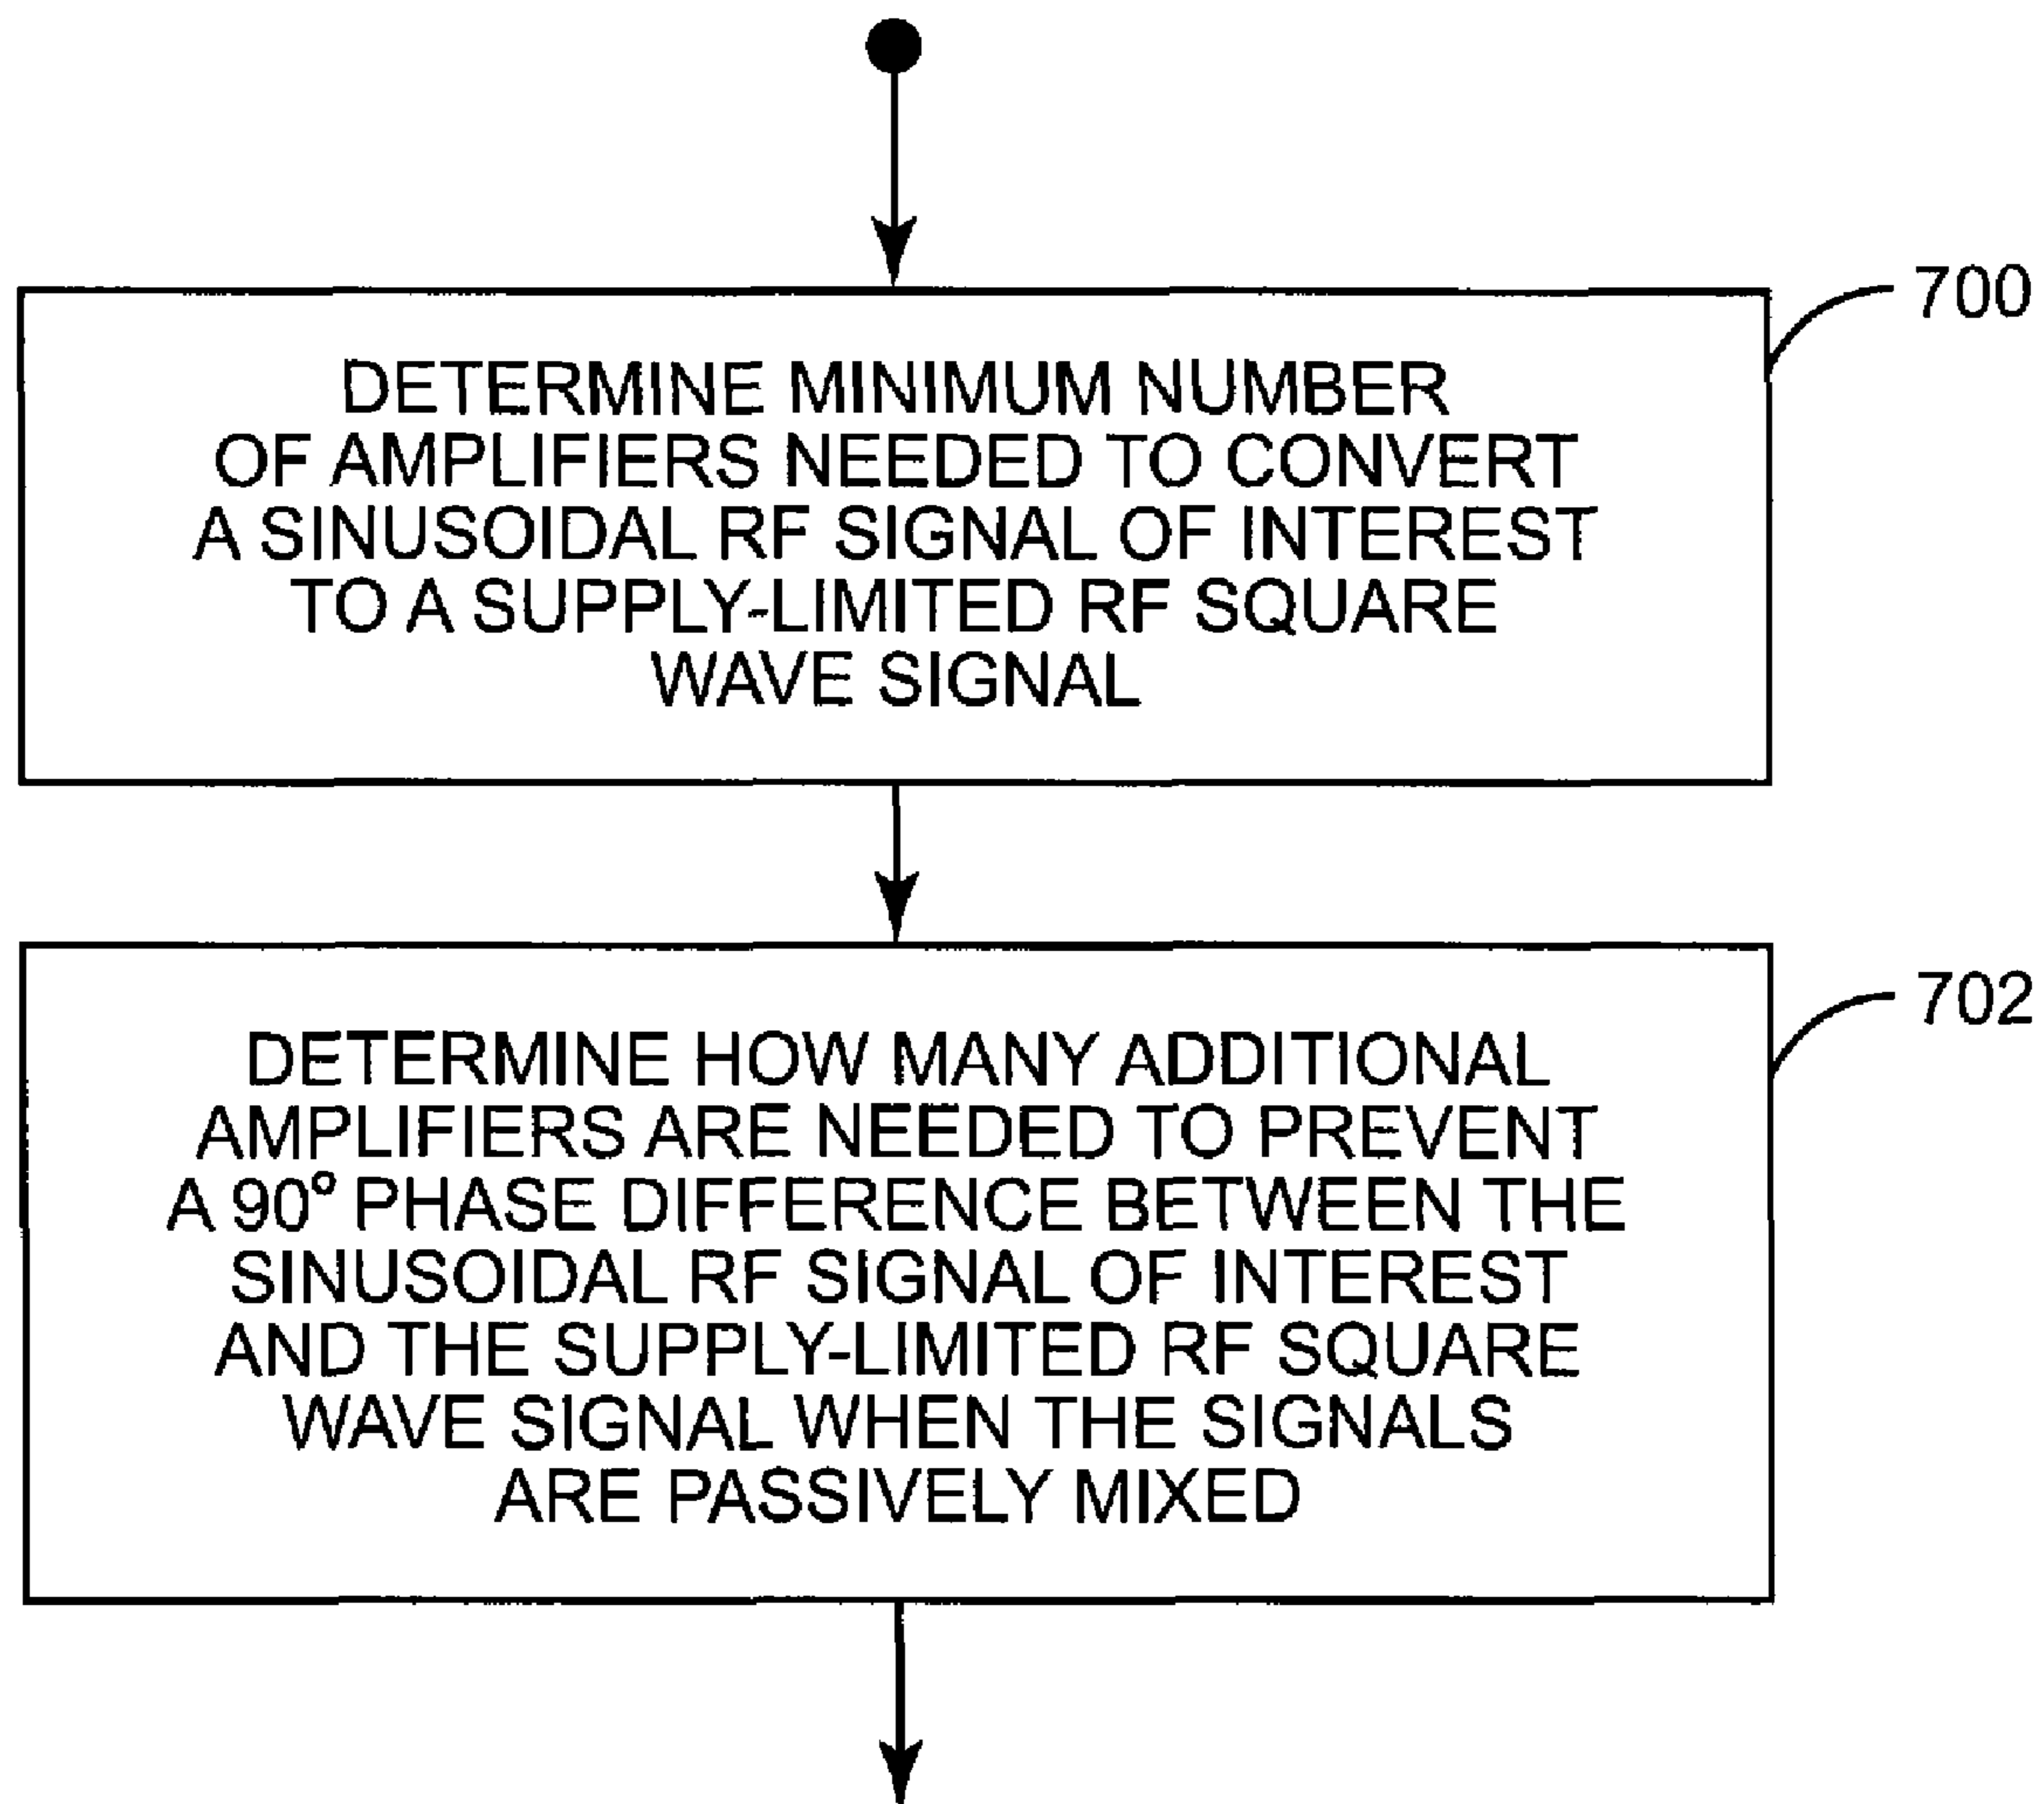 700
DETERMINE MINIMUM NUMBER
OF AMPLIFIERS NEEDED TO CONVERT
A SINUSOIDAL RF SIGNAL OF INTEREST
TO A SUPPLY-LIMITED RF SQUARE
WAVE SIGNAL
702
DETERMINE HOW MANY ADDITIONAL
AMPLIFIERS ARE NEEDED TO PREVENT
A 90° PHASE DIFFERENCE BETWEEN THE
SINUSOIDAL RF SIGNAL OF INTEREST
AND THE SUPPLY-LIMITED RF SQUARE
WAVE SIGNAL WHEN THE SIGNALS
ARE PASSIVELY MIXED